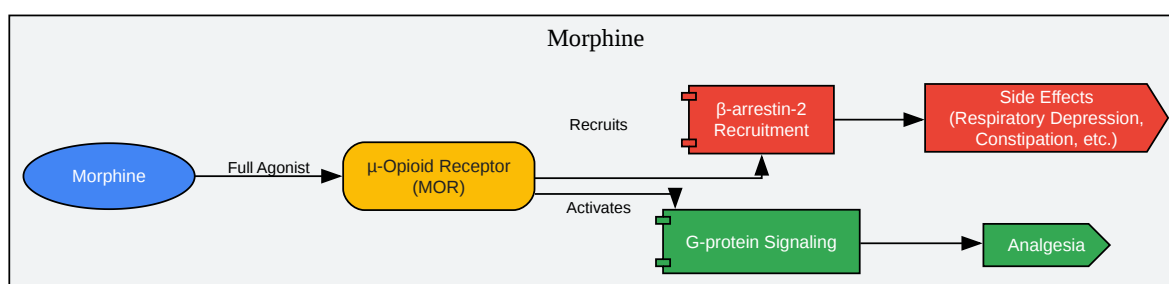 Morphine
Morphine
Full Agonist
μ-Opioid Receptor
(MOR)
Recruits
β-arrestin-2
Recruitment
Side Effects
(Respiratory Depression,
Constipation, etc.)
Activates
G-protein Signaling
Analgesia